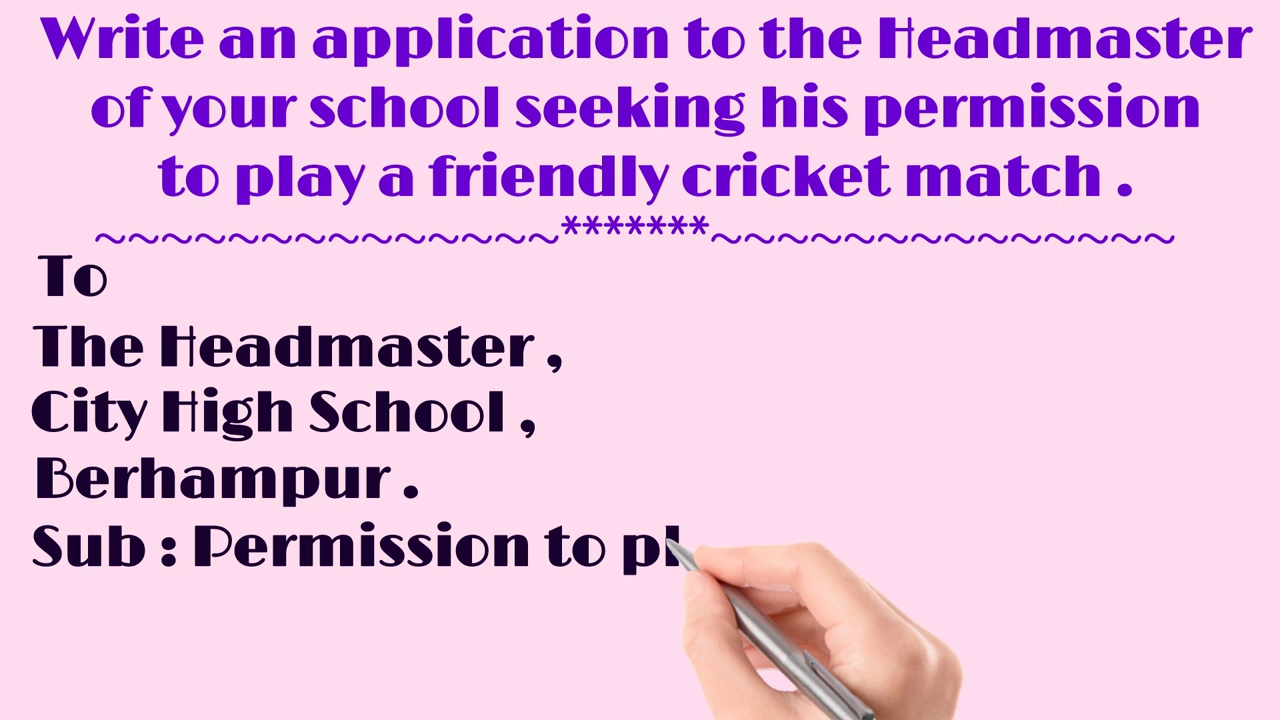 Write an application to the Headmaster
of your school seeking his permission
to play a friendly cricket match .
~~~~~~~~~~~~~~*******~~~~~~~~~~~~~~
To
The Headmaster ,
City High School ,
Berhampur .
Sub : Permission to pl